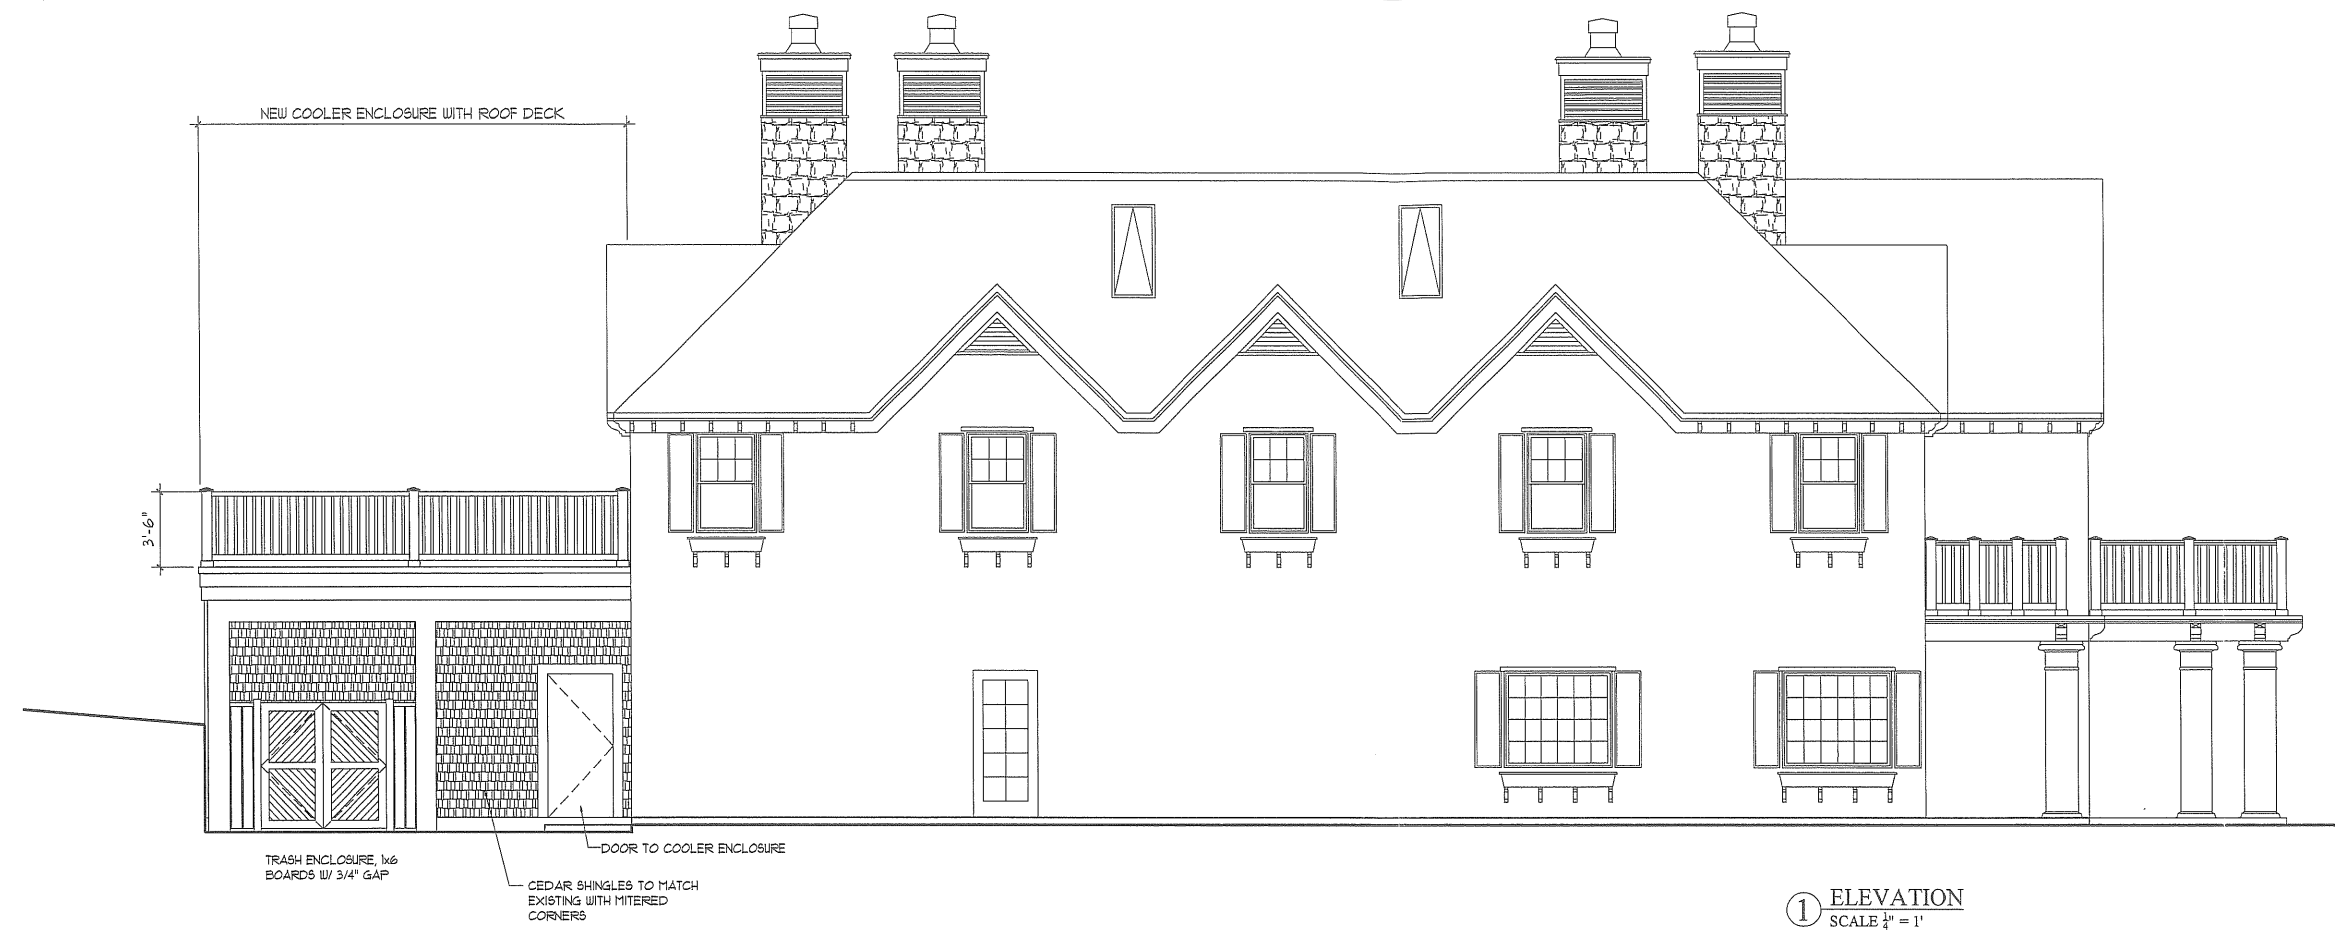 NEW COOLER ENCLOSURE WITH ROOF DECK
3'-6"
DOOR TO COOLER ENCLOSURE
TRASH ENCLOSURE, 1x6
BOARDS W/ 3/4" GAP
CEDAR SHINGLES TO MATCH
EXISTING WITH MITERED
CORNERS
1 ELEVATION
SCALE 1/4" = 1'